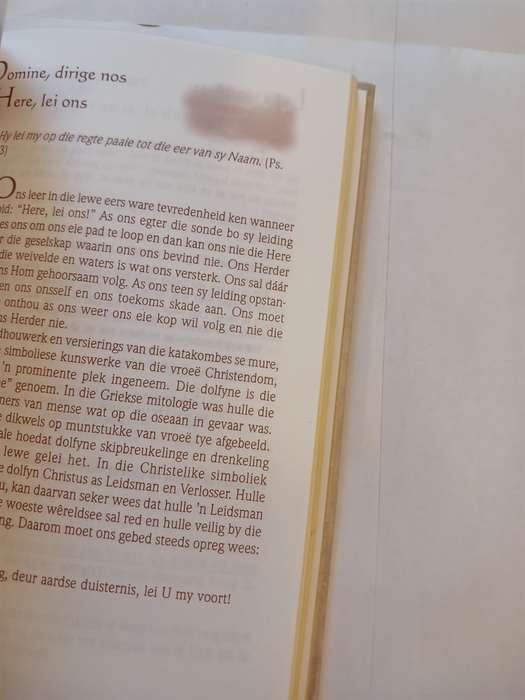 Domine, dirige nos
Here, lei ons
Hy lei my op die regte paaie tot die eer van sy Naam. (Ps.
3)
Ons leer in die lewe eers ware tevredenheid ken wanneer
"Here, lei ons!" As ons egter die sonde bo sy leiding
ons om ons eie pad te loop en dan kan ons nie die Here
die geselskap waarin ons ons bevind nie. Ons Herder
die weivelde en waters is wat ons versterk. Ons sal dáár
Hom gehoorsaam volg. As ons teen sy leiding opstan-
en ons onsself en ons toekoms skade aan. Ons moet
onthou as ons weer ons eie kop wil volg en nie die
Herder nie.
houwerk en versierings van die katakombes se mure,
simboliese kunswerke van die vroeë Christendom,
'n prominente plek ingeneem. Die dolfyne is die
" genoem. In die Griekse mitologie was hulle die
ners van mense wat op die oseaan in gevaar was.
dikwels op muntstukke van vroeë tye afgebeeld.
ale hoedat dolfyne skipbreukelinge en drenkeling
lewe gelei het. In die Christelike simboliek
dolfyn Christus as Leidsman en Verlosser. Hulle
u, kan daarvan seker wees dat hulle 'n Leidsman
woeste wêreldsee sal red en hulle veilig by die
ng. Daarom moet ons gebed steeds opreg wees:
g, deur aardse duisternis, lei U my voort!